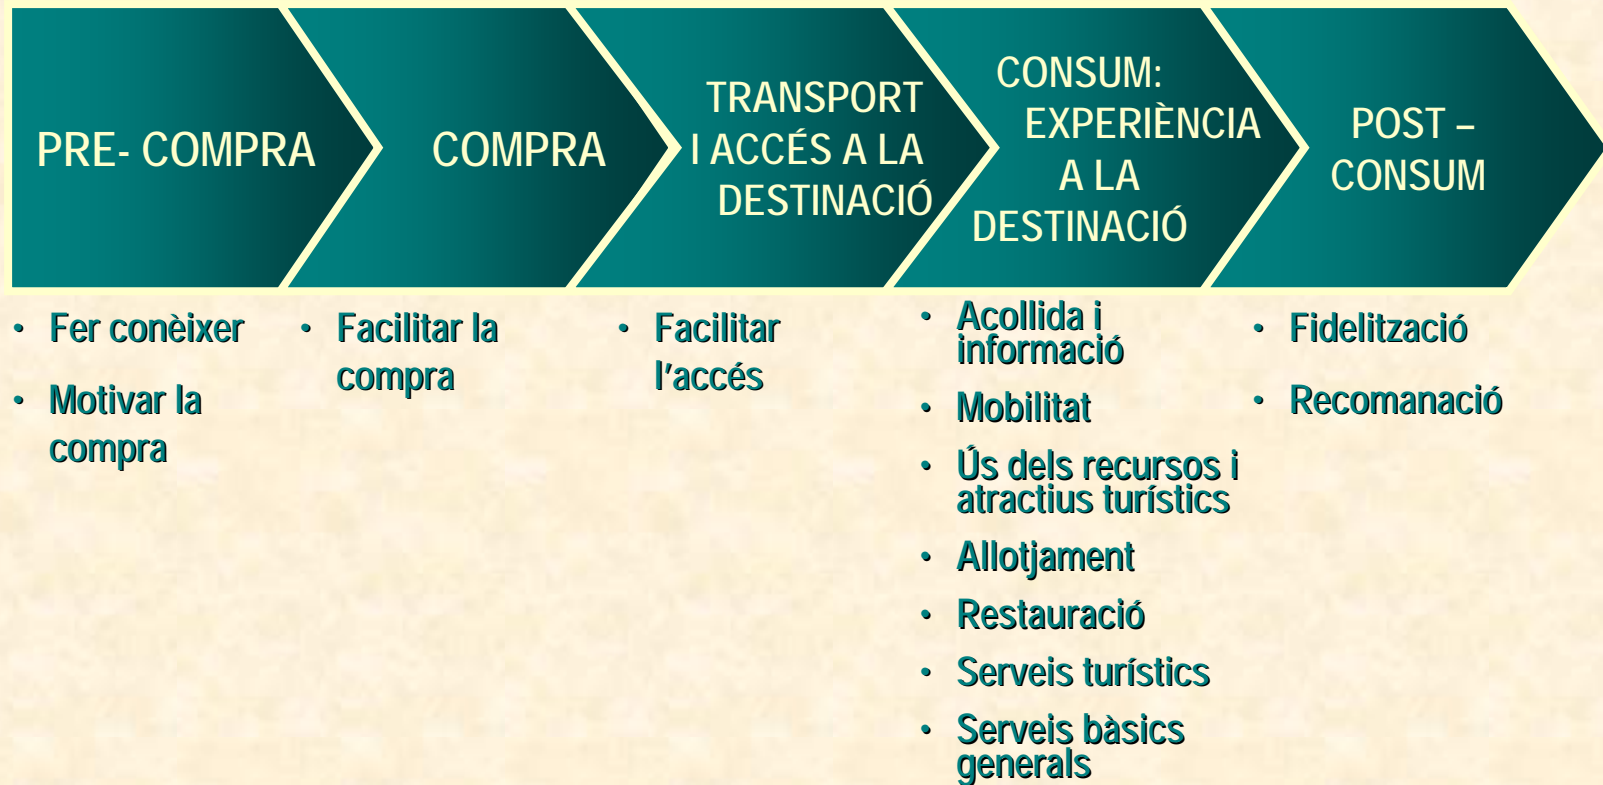 PRE- COMPRA
COMPRA
TRANSPORT
I ACCÉS A LA
DESTINACIÓ
CONSUM:
EXPERIÈNCIA
A LA
DESTINACIÓ
POST –
CONSUM
• Fer conèixer
• Motivar la
compra
• Facilitar la
compra
• Facilitar
l'accés
• Acollida i
informació
• Mobilitat
• Ús dels recursos i
atractius turístics
• Allotjament
• Restauració
• Serveis turístics
• Serveis bàsics
generals
• Fidelització
• Recomanació